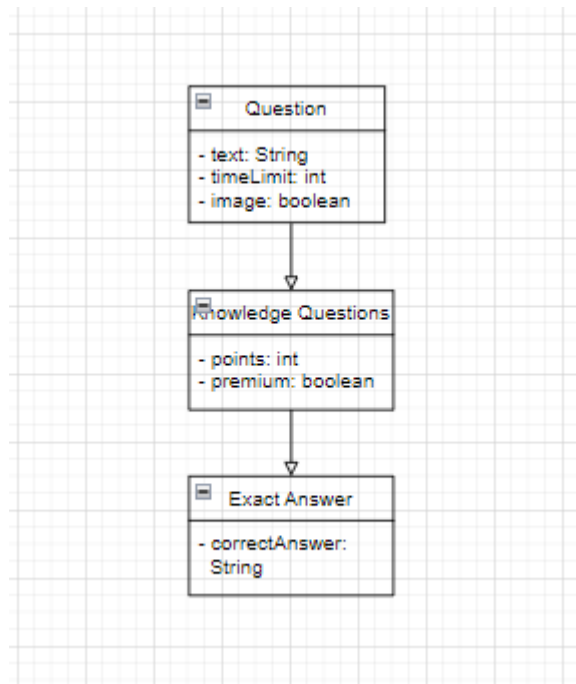 Question
- text: String
- timeLimit: int
- image: boolean
Knowledge Questions
- points: int
- premium: boolean
Exact Answer
- correctAnswer:
String